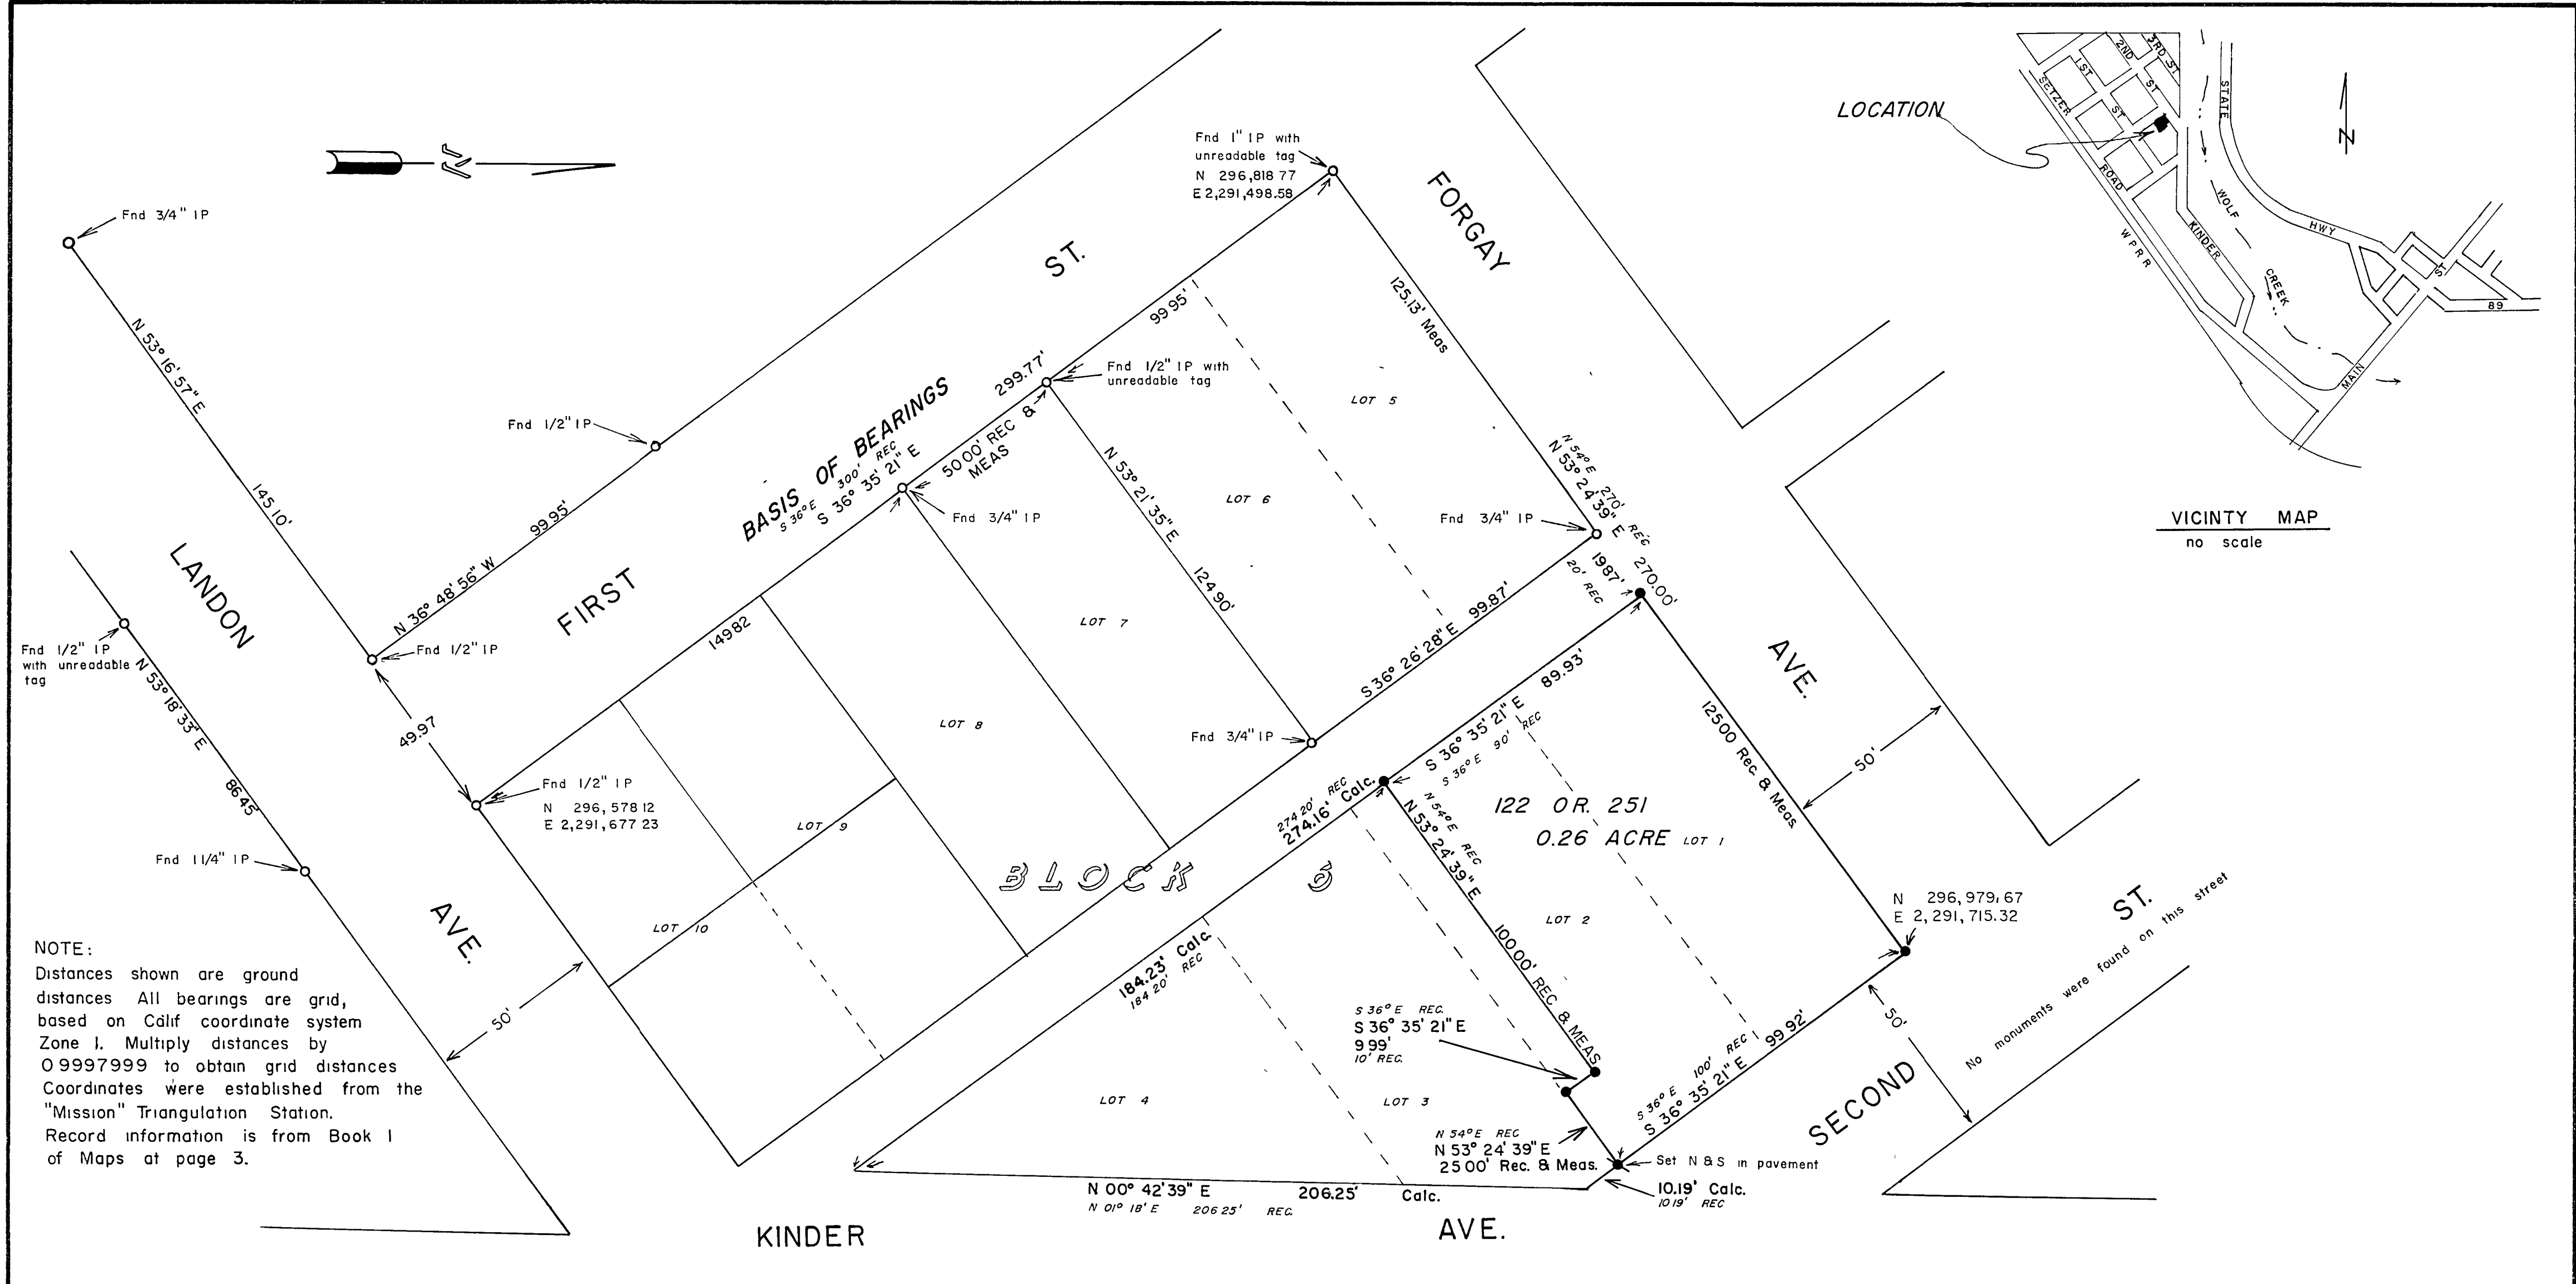 Fnd 3/4" IP
N 53° 16' 57" E
145 10'
Fnd 1/2" IP
N 36° 48' 56" W
99 95'
Fnd 1/2" IP
49.97
LANDON
AVE.
Fnd 1/2" IP
with unreadable
tag
N 53° 18' 33" E
86 45'
Fnd 1 1/4" IP
50'
FIRST
ST.
BASIS OF BEARINGS
S 36° E 300' REC
S 36° 35' 21" E
299.77'
Fnd 1" IP with
unreadable tag
N 296,818 77
E 2,291,498.58
99 95'
50 00' REC &
MEAS
Fnd 1/2" IP with
unreadable tag
Fnd 3/4" IP
149 82
Fnd 1/2" IP
N 296,578 12
E 2,291,677 23
N 53° 21' 35" E
124 90'
LOT 5
LOT 6
LOT 7
LOT 8
LOT 9
LOT 10
FORGAY
AVE.
125.13' Meas
N 54° E 270' REC
N 53° 24' 39" E
270.00'
Fnd 3/4" IP
19 87'
20' REC
S 36° 26' 28" E 99.87'
Fnd 3/4" IP
S 36° 35' 21" E 89.93'
S 36° E 90' REC
274 20' REC
274.16' Calc.
BLOCK 5
184.23' Calc
184 20' REC
N 54° E REC
N 53° 24' 39" E
100.00' REC & MEAS
122 OR. 251
0.26 ACRE
LOT 1
LOT 2
LOT 3
LOT 4
125 00 Rec. & Meas.
50'
N 296,979.67
E 2,291,715.32
S 36° E REC.
S 36° 35' 21" E
9 99'
10' REC.
S 36° E 100' REC
S 36° 35' 21" E 99.92'
N 54° E REC
N 53° 24' 39" E
25 00' Rec. & Meas.
Set N & S in pavement
10.19' Calc.
10 19' REC
N 00° 42' 39" E 206.25' Calc.
N 01° 18' E 206 25' REC.
KINDER AVE.
SECOND
ST.
50'
No monuments were found on this street
NOTE:
Distances shown are ground
distances All bearings are grid,
based on Calif coordinate system
Zone 1. Multiply distances by
0 9997999 to obtain grid distances
Coordinates were established from the
"Mission" Triangulation Station.
Record information is from Book 1
of Maps at page 3.
LOCATION
SETZER
ROAD
1ST
ST
2ND
ST
3RD ST
STATE
HWY
WOLF
CREEK
KINDER
W P R R
MAIN
ST
89
N
VICINTY MAP
no scale